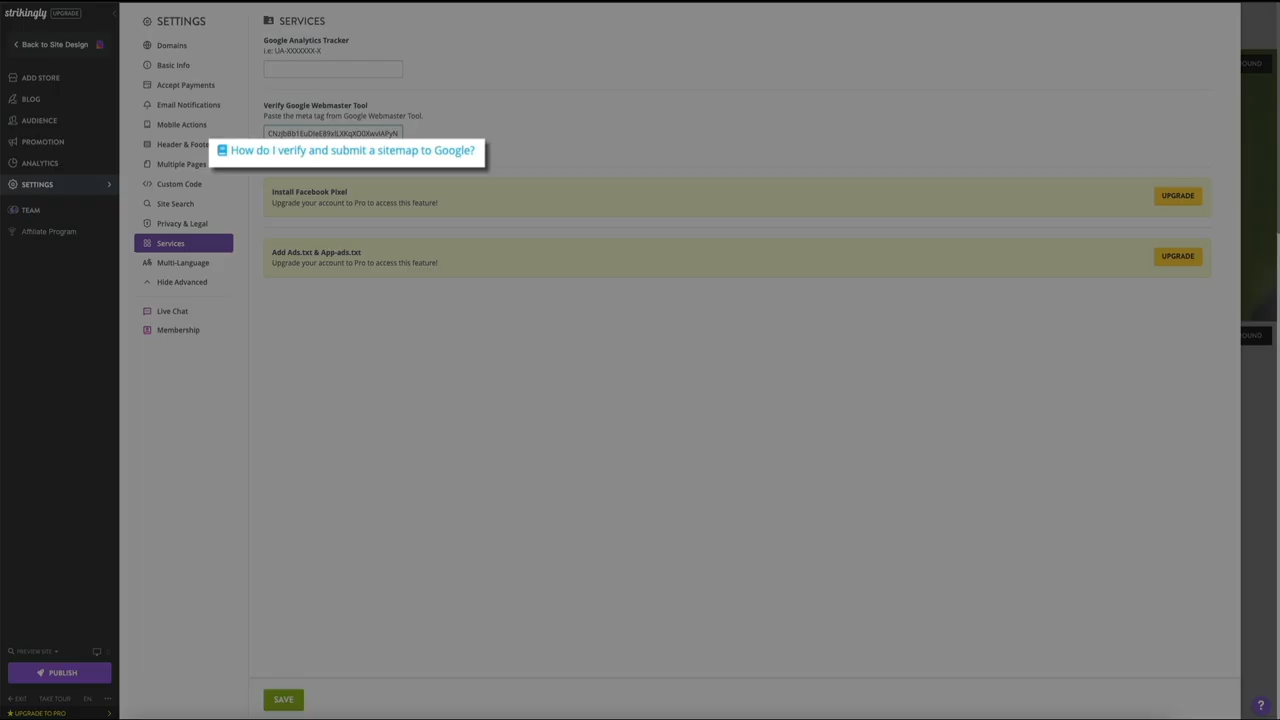 strikingly UPGRADE
Back to Site Design
ADD STORE
BLOG
AUDIENCE
PROMOTION
ANALYTICS
SETTINGS
TEAM
Affiliate Program
PREVIEW SITE
PUBLISH
EXIT TAKE TOUR EN ...
UPGRADE TO PRO
SETTINGS
Domains
Basic Info
Accept Payments
Email Notifications
Mobile Actions
Header & Foote
Multiple Pages
Custom Code
Site Search
Privacy & Legal
Services
Multi-Language
Hide Advanced
Live Chat
Membership
SERVICES
Google Analytics Tracker
i.e: UA-XXXXXXX-X
Verify Google Webmaster Tool
Paste the meta tag from Google Webmaster Tool.
How do I verify and submit a sitemap to Google?
Install Facebook Pixel
Upgrade your account to Pro to access this feature!
UPGRADE
Add Ads.txt & App-ads.txt
Upgrade your account to Pro to access this feature!
UPGRADE
SAVE
OUND
OUND
?